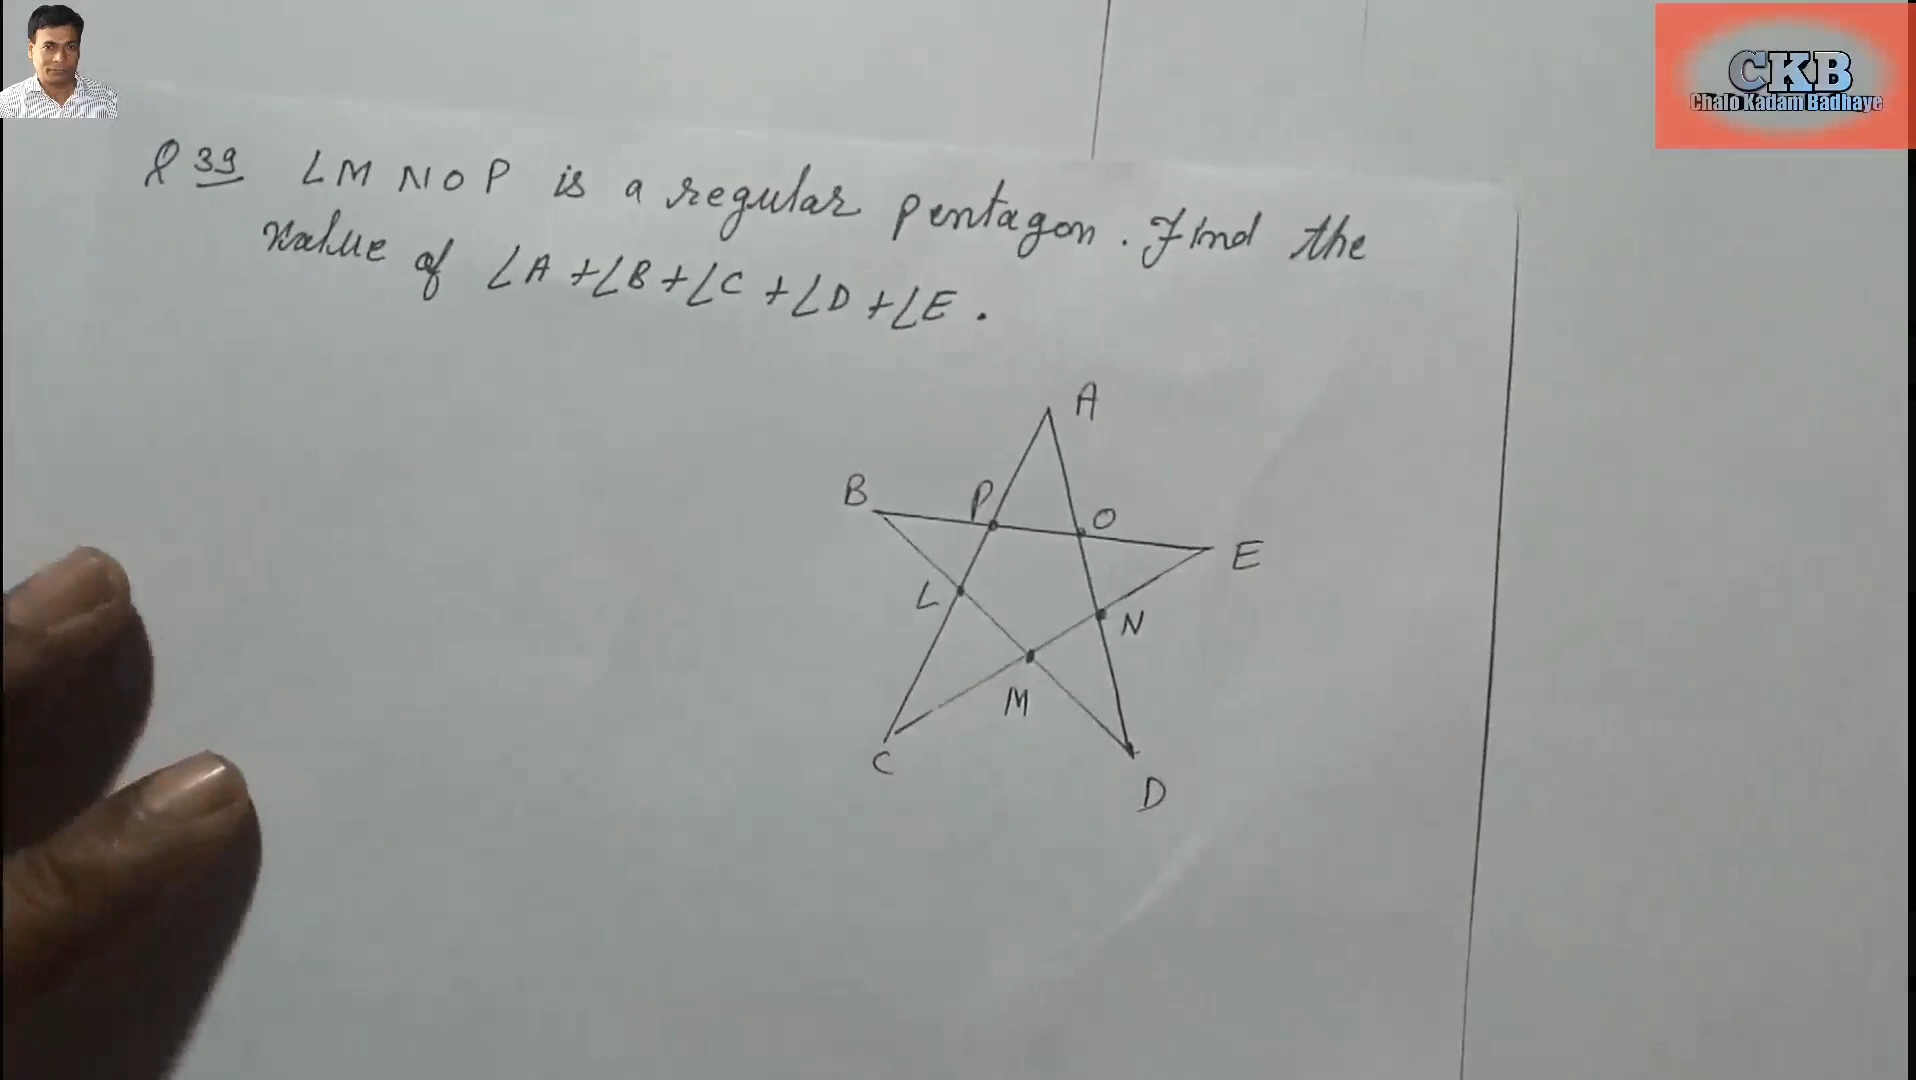 CKB
Chalo Kadam Badhaye
Q 39 LMNOP is a regular pentagon. Find the
value of ∠A+∠B+∠C+∠D+∠E.
A
B
P
O
E
L
N
M
C
D